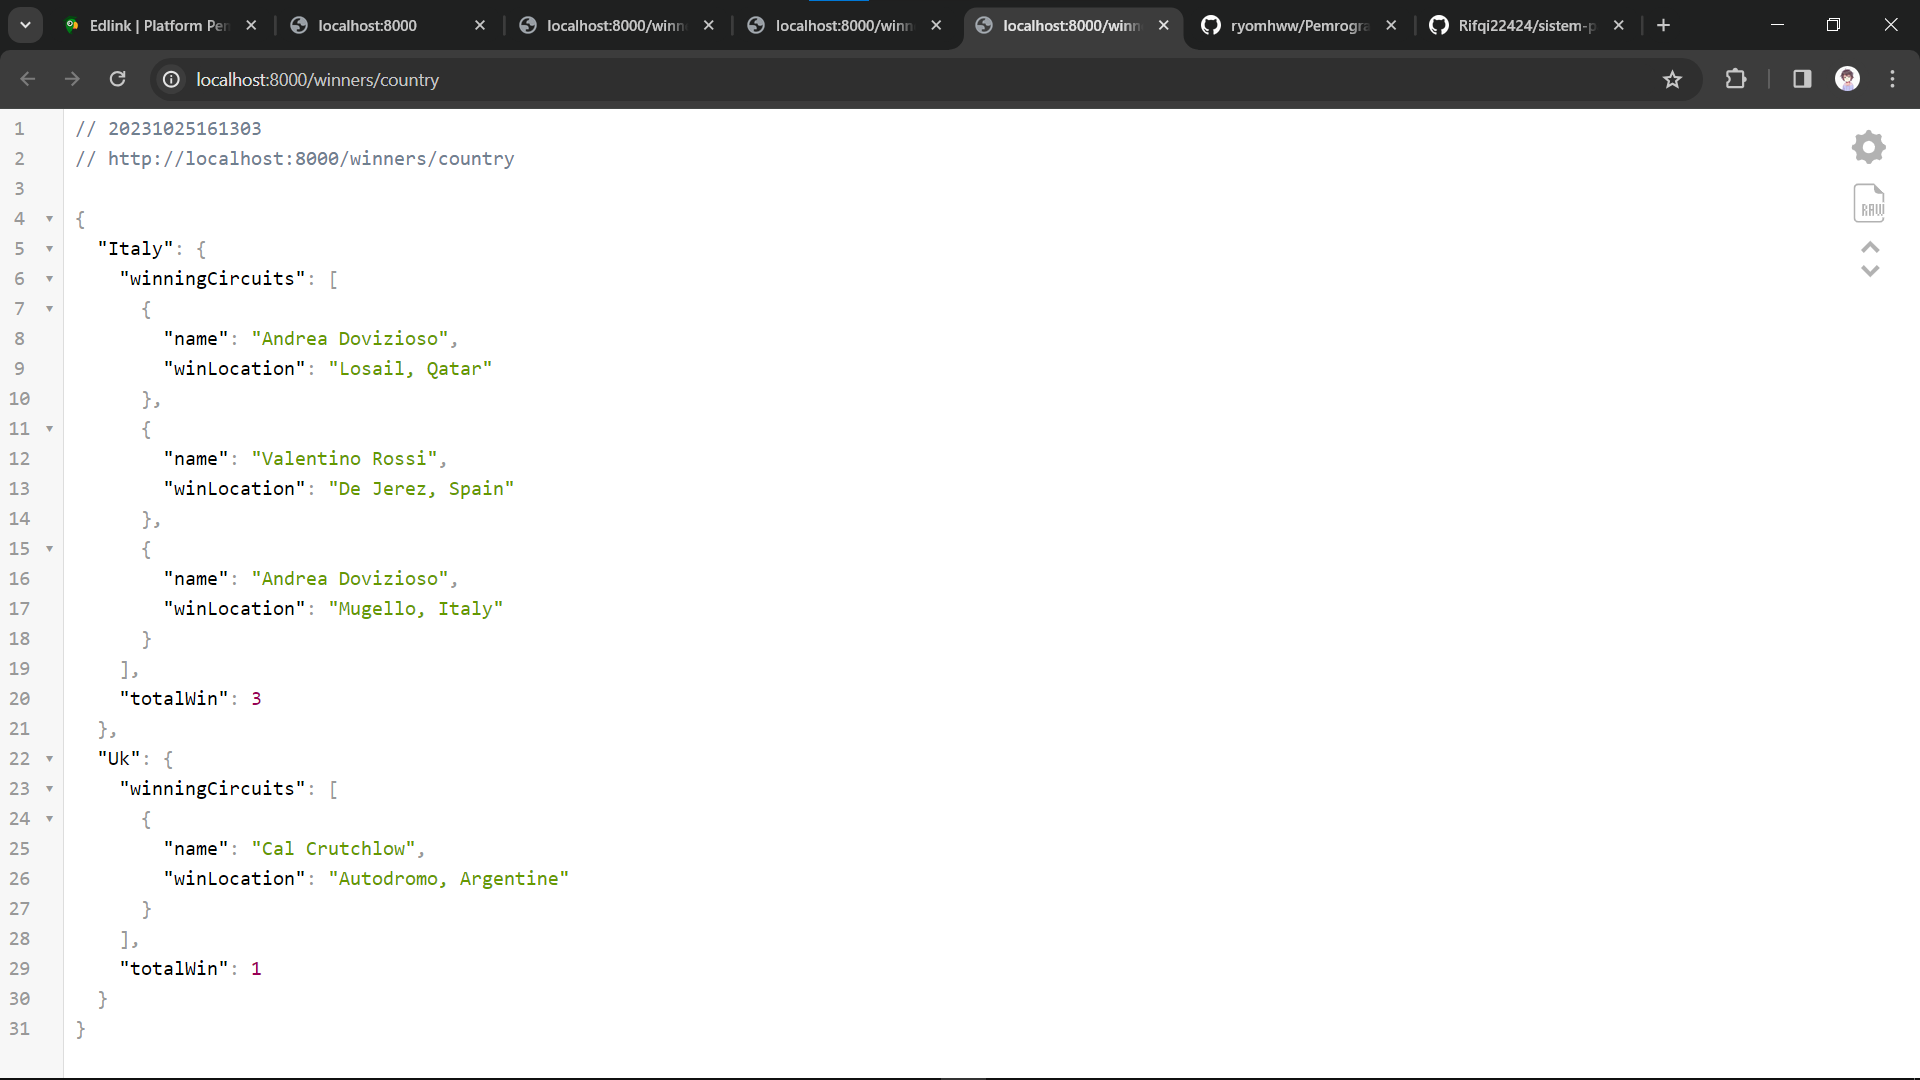 Edlink | Platform Pen
localhost:8000
localhost:8000/winn
localhost:8000/winn
localhost:8000/winn
ryomhww/Pemrogra
Rifqi22424/sistem-p
localhost:8000/winners/country
1 // 20231025161303
2 // http://localhost:8000/winners/country
3
4 {
5 "Italy": {
6 "winningCircuits": [
7 {
8 "name": "Andrea Dovizioso",
9 "winLocation": "Losail, Qatar"
10 },
11 {
12 "name": "Valentino Rossi",
13 "winLocation": "De Jerez, Spain"
14 },
15 {
16 "name": "Andrea Dovizioso",
17 "winLocation": "Mugello, Italy"
18 }
19 ],
20 "totalWin": 3
21 },
22 "Uk": {
23 "winningCircuits": [
24 {
25 "name": "Cal Crutchlow",
26 "winLocation": "Autodromo, Argentine"
27 }
28 ],
29 "totalWin": 1
30 }
31 }
RAW